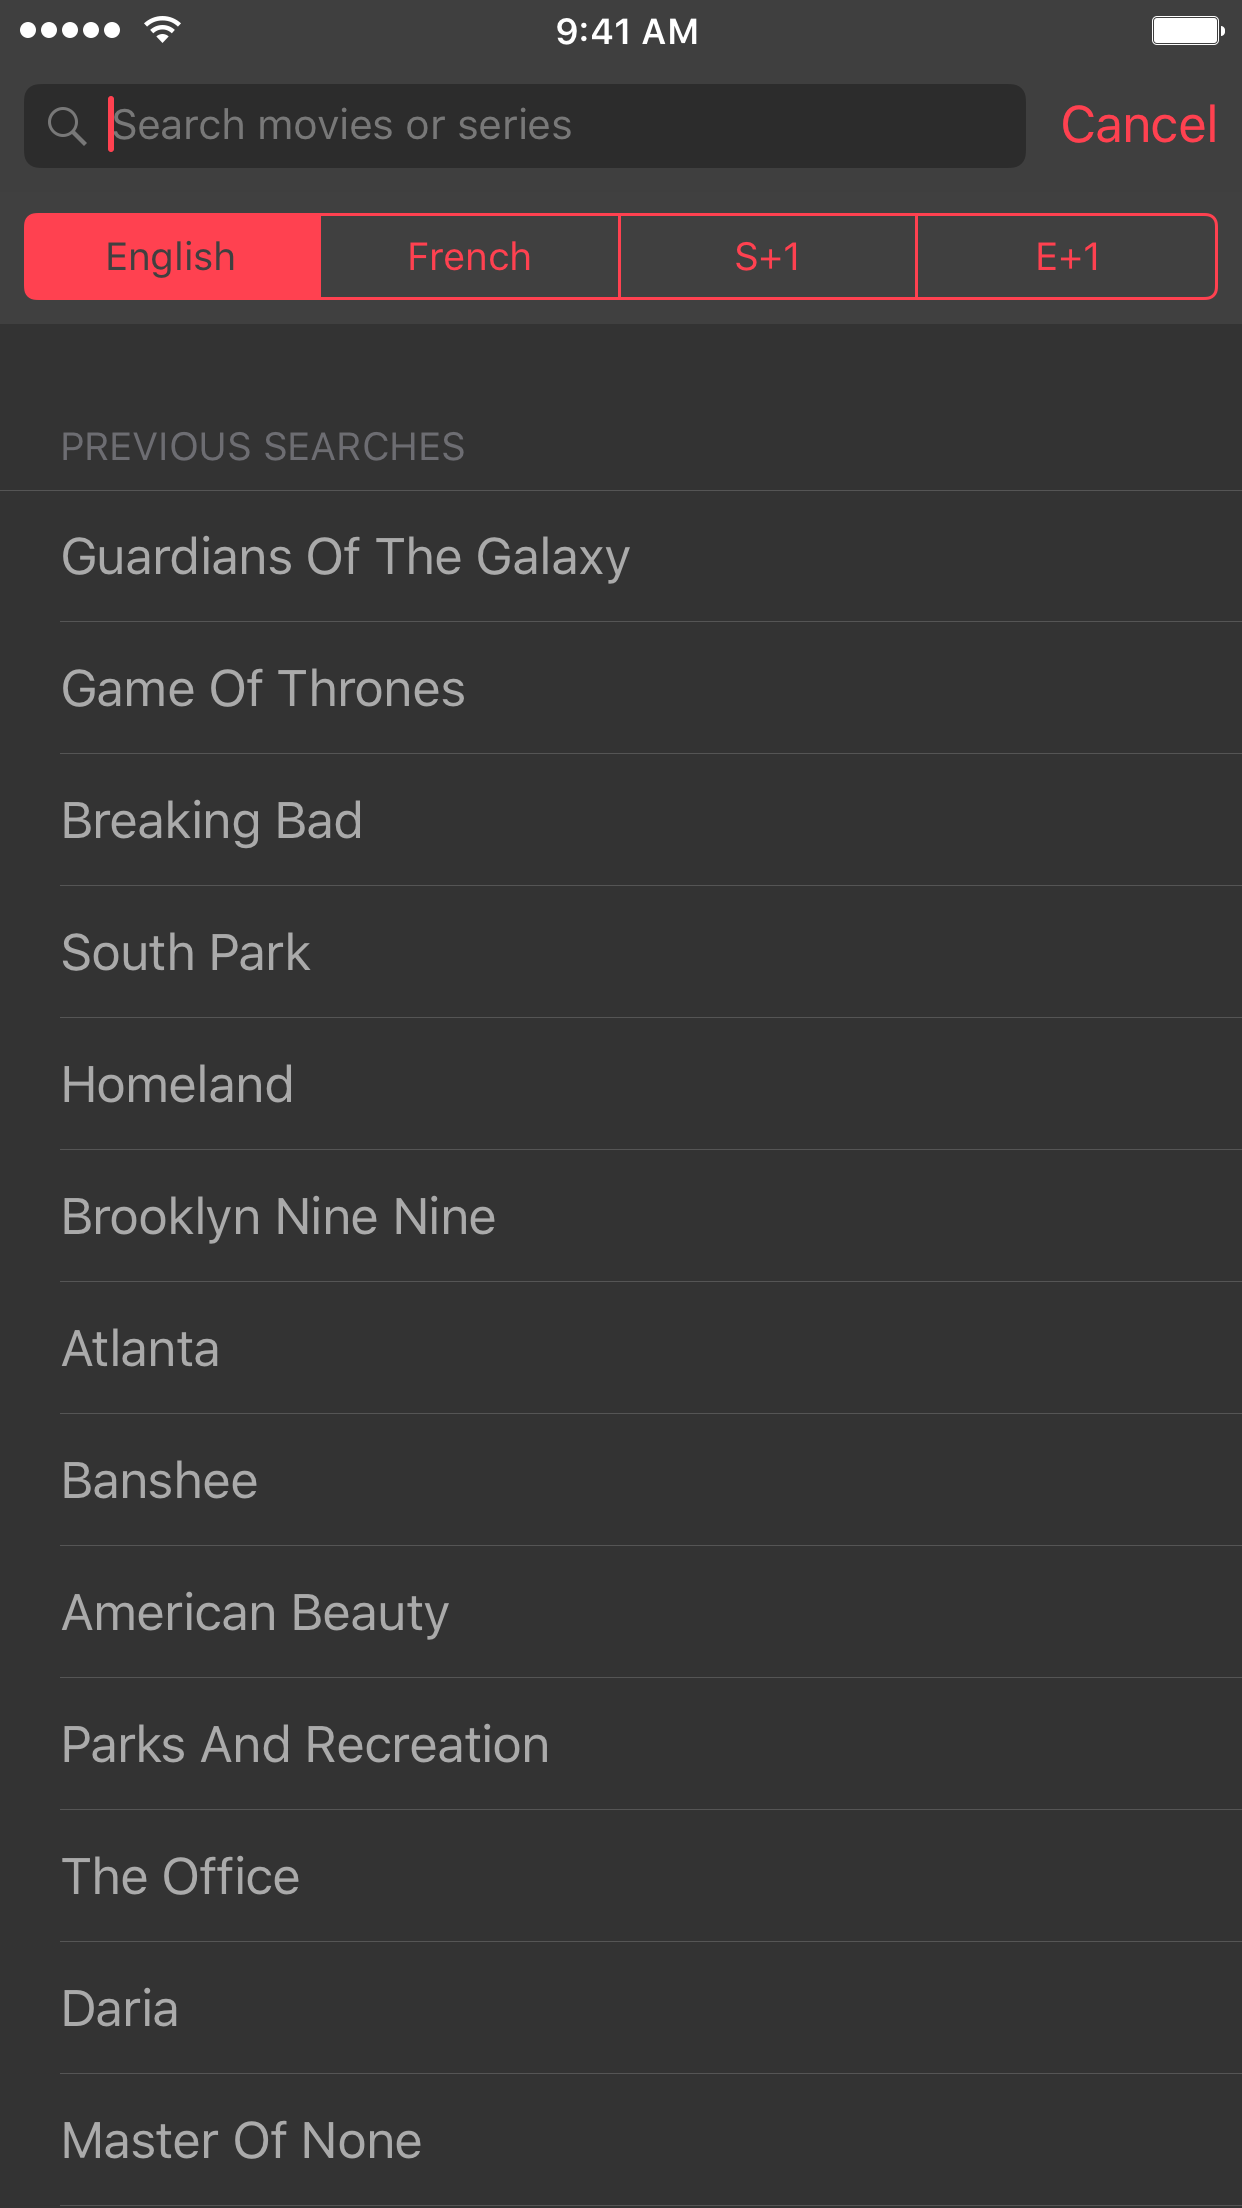 9:41 AM
Search movies or series
Cancel
English
French
S+1
E+1
PREVIOUS SEARCHES
Guardians Of The Galaxy
Game Of Thrones
Breaking Bad
South Park
Homeland
Brooklyn Nine Nine
Atlanta
Banshee
American Beauty
Parks And Recreation
The Office
Daria
Master Of None